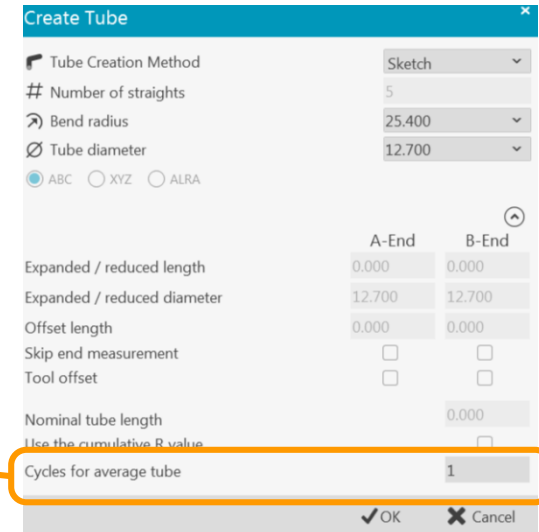 Create Tube ×
Tube Creation Method Sketch
# Number of straights 5
Bend radius 25.400
Tube diameter 12.700
ABC XYZ ALRA
A-End B-End
Expanded / reduced length 0.000 0.000
Expanded / reduced diameter 12.700 12.700
Offset length 0.000 0.000
Skip end measurement
Tool offset
Nominal tube length 0.000
Use the cumulative R value
Cycles for average tube 1
OK Cancel